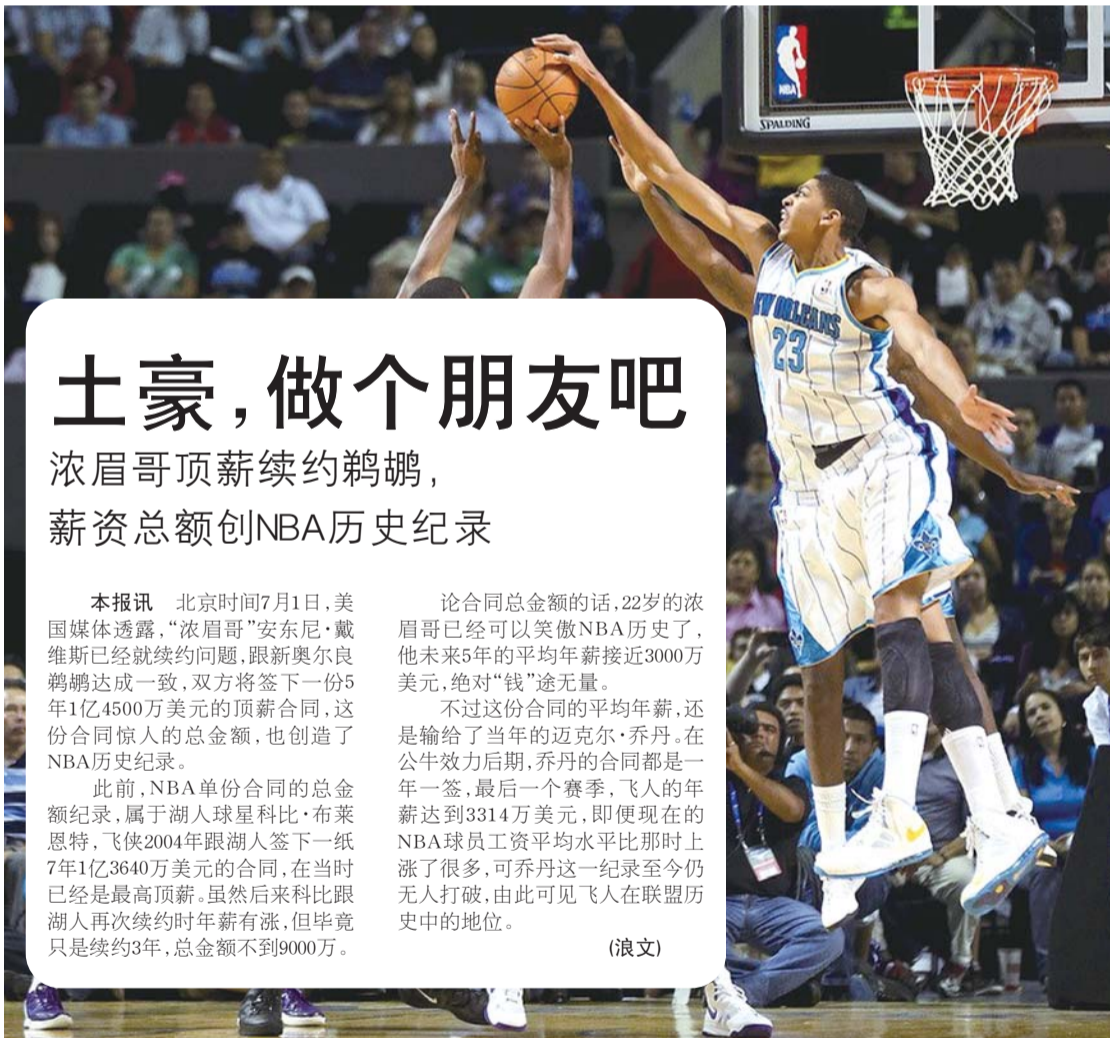 土豪,做个朋友吧
浓眉哥顶薪续约鹈鹕,
薪资总额创NBA历史纪录
本报讯 北京时间7月1日,美
国媒体透露,“浓眉哥”安东尼·戴
维斯已经就续约问题,跟新奥尔良
鹈鹕达成一致,双方将签下一份5
年1亿4500万美元的顶薪合同,这
份合同惊人的总金额,也创造了
NBA历史纪录。
此前,NBA单份合同的总金
额纪录,属于湖人球星科比·布莱
恩特,飞侠2004年跟湖人签下一纸
7年1亿3640万美元的合同,在当时
已经是最高顶薪。虽然后来科比跟
湖人再次续约时年薪有涨,但毕竟
只是续约3年,总金额不到9000万。
论合同总金额的话,22岁的浓
眉哥已经可以笑傲NBA历史了,
他未来5年的平均年薪接近3000万
美元,绝对“钱”途无量。
不过这份合同的平均年薪,还
是输给了当年的迈克尔·乔丹。在
公牛效力后期,乔丹的合同都是一
年一签,最后一个赛季,飞人的年
薪达到3314万美元,即便现在的
NBA球员工资平均水平比那时上
涨了很多,可乔丹这一纪录至今仍
无人打破,由此可见飞人在联盟历
史中的地位。
(浪文)
NBA
SPALDING
EW ORLEANS
23